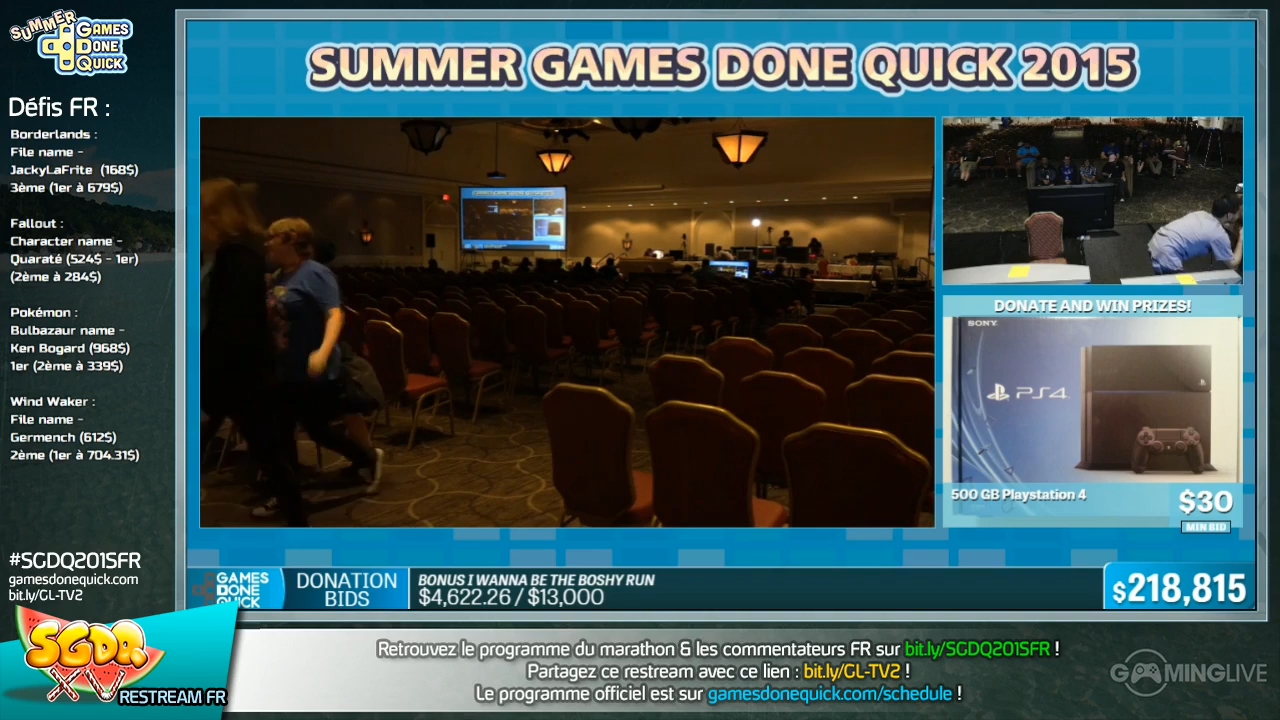 SUMMER
GAMES
DONE
QUICK
Défis FR :
Borderlands :
File name -
JackyLaFrite (168$)
3ème (1er à 679$)
Fallout :
Character name -
Quaraté (524$ - 1er)
(2ème à 284$)
Pokémon :
Bulbazaur name -
Ken Bogard (968$)
1er (2ème à 339$)
Wind Waker :
File name -
Germench (612$)
2ème (1er à 704.31$)
#SGDQ2015FR
gamesdonequick.com
bit.ly/GL-TV2
SGDQ
XV
RESTREAM FR
SUMMER GAMES DONE QUICK 2015
DONATE AND WIN PRIZES!
SONY
PS4
500 GB Playstation 4
$30
MIN BID
GAMES
DONE
QUICK
DONATION
BIDS
BONUS I WANNA BE THE BOSHY RUN
$4,622.26 / $13,000
$218,815
Retrouvez le programme du marathon & les commentateurs FR sur bit.ly/SGDQ2015FR !
Partagez ce restream avec ce lien : bit.ly/GL-TV2 !
Le programme officiel est sur gamesdonequick.com/schedule !
GAMINGLIVE